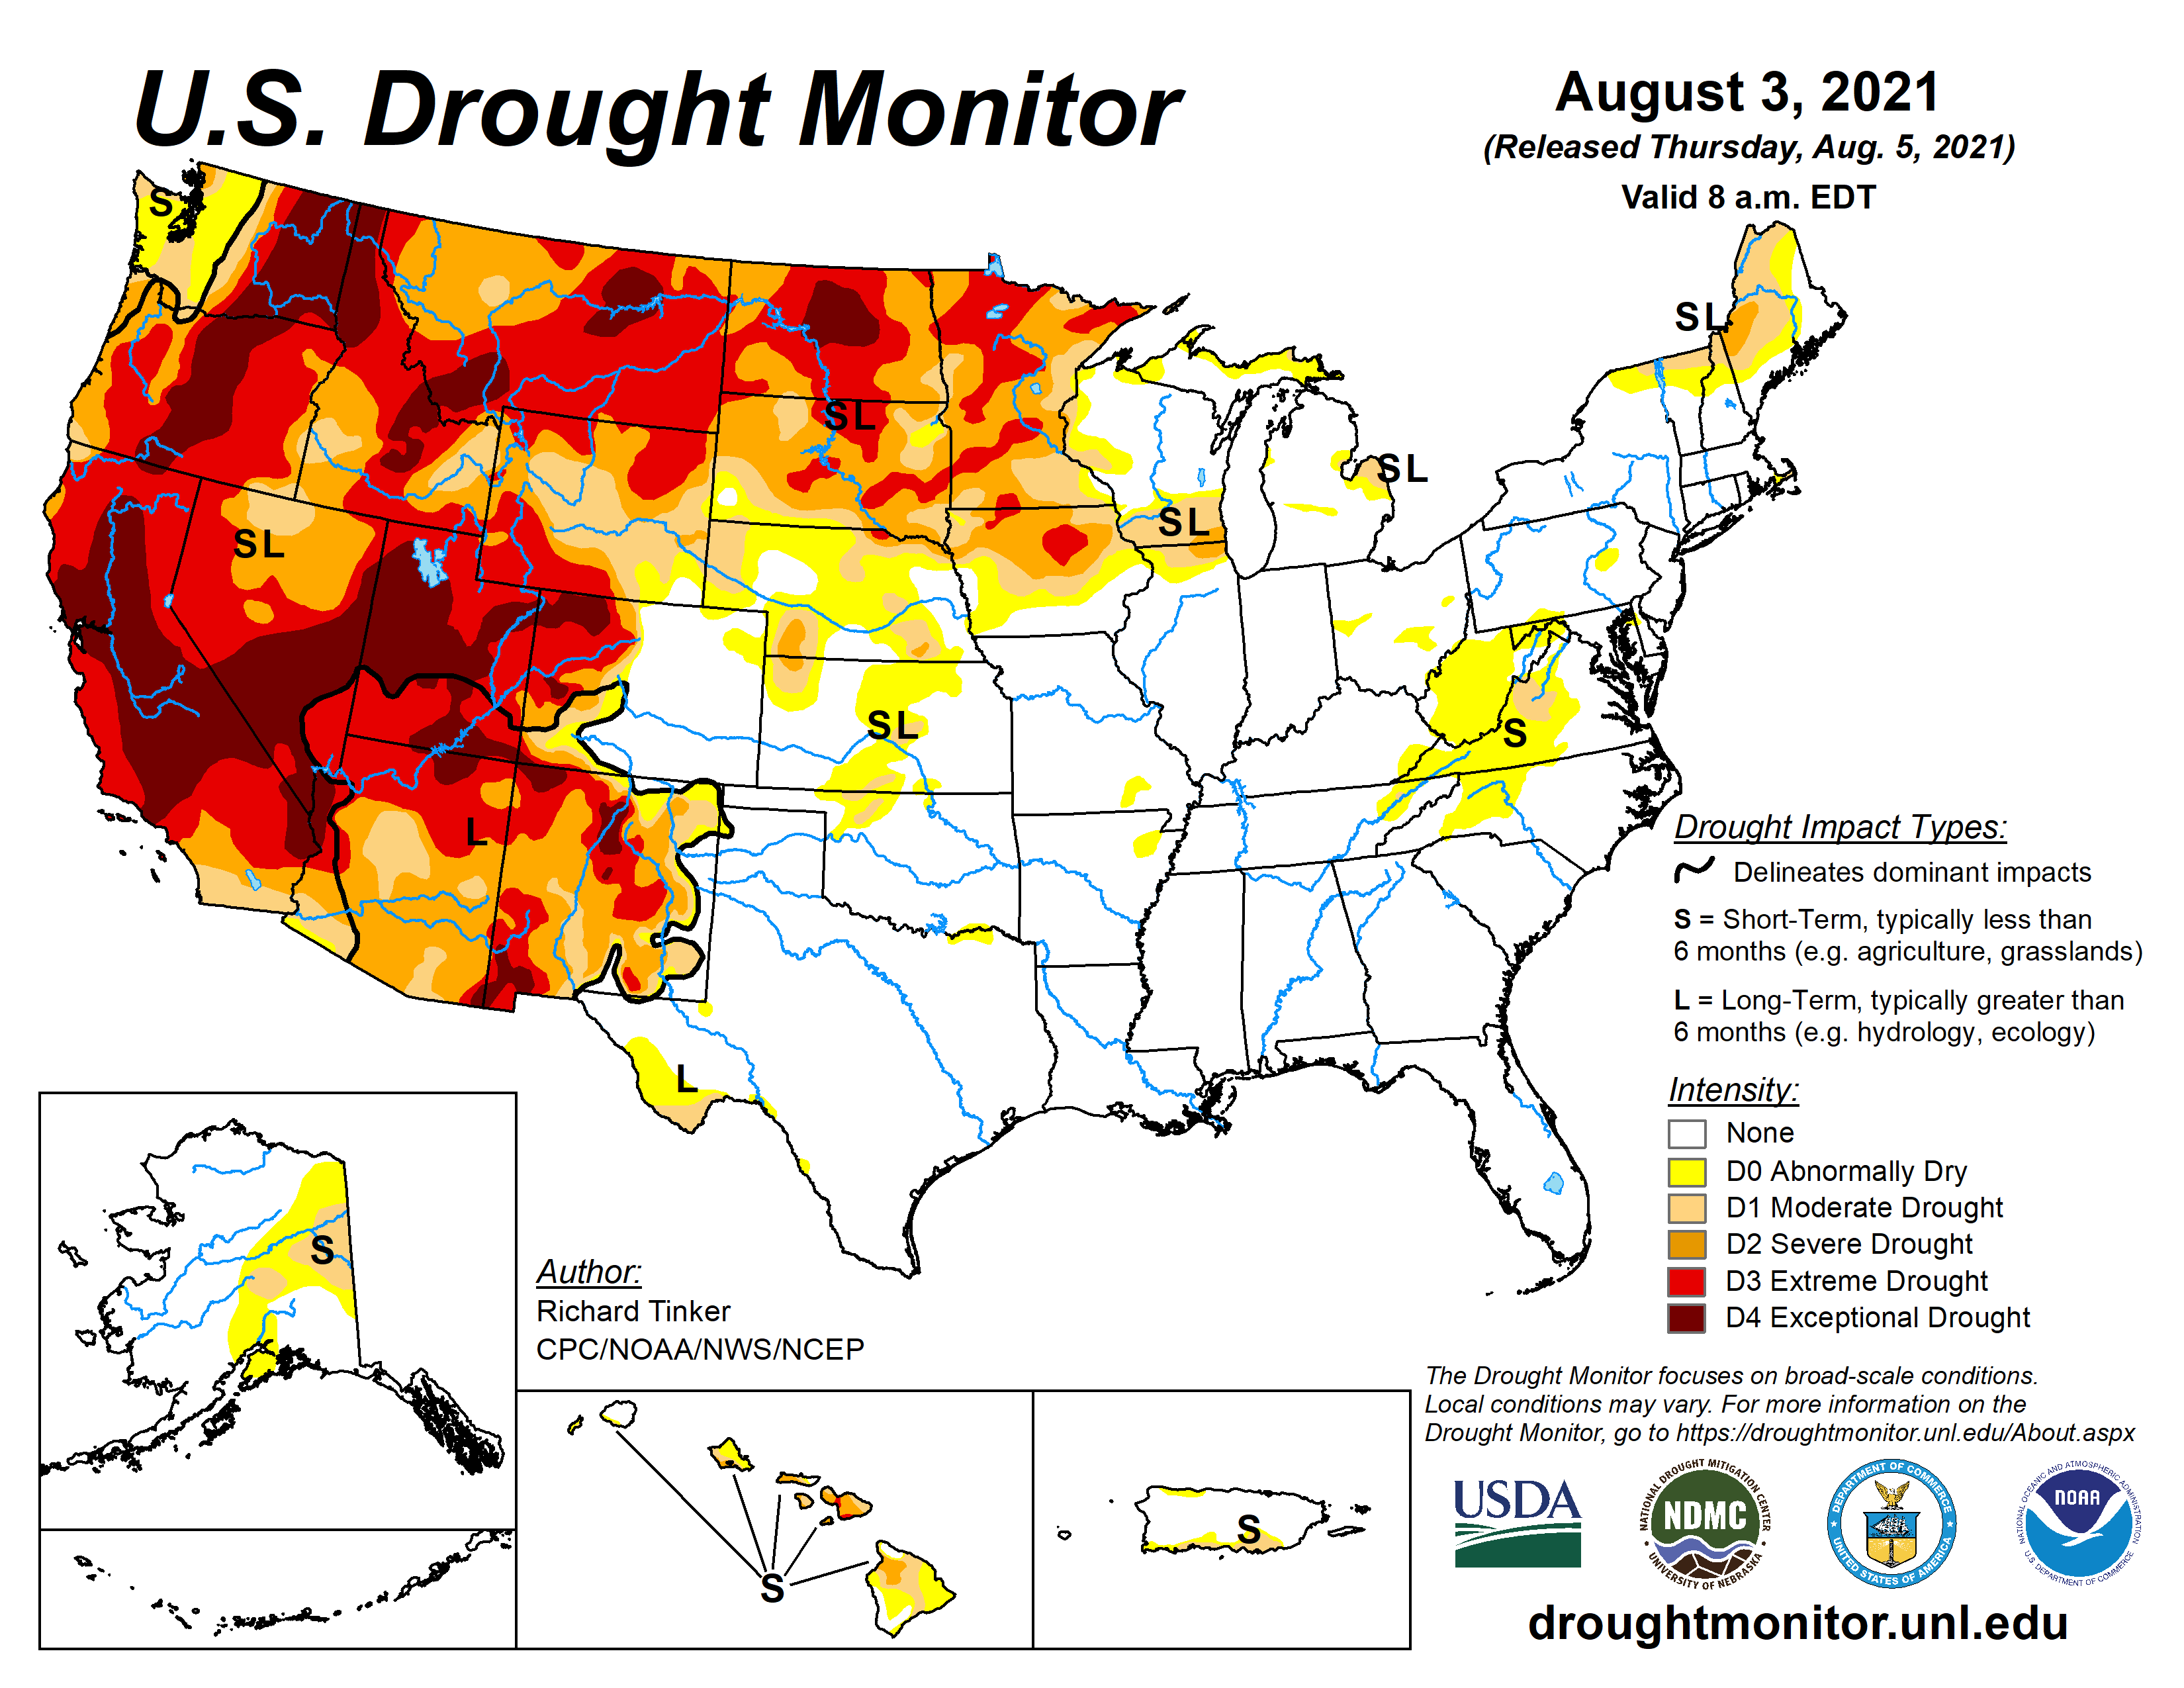 U.S. Drought Monitor
August 3, 2021
(Released Thursday, Aug. 5, 2021)
Valid 8 a.m. EDT
S
SL
SL
SL
SL
SL
SL
S
L
L
Drought Impact Types:
Delineates dominant impacts
S = Short-Term, typically less than
6 months (e.g. agriculture, grasslands)
L = Long-Term, typically greater than
6 months (e.g. hydrology, ecology)
Intensity:
None
D0 Abnormally Dry
D1 Moderate Drought
D2 Severe Drought
D3 Extreme Drought
D4 Exceptional Drought
S
Author:
Richard Tinker
CPC/NOAA/NWS/NCEP
S
S
The Drought Monitor focuses on broad-scale conditions.
Local conditions may vary. For more information on the
Drought Monitor, go to https://droughtmonitor.unl.edu/About.aspx
USDA
NATIONAL DROUGHT MITIGATION CENTER
NDMC
UNIVERSITY OF NEBRASKA
DEPARTMENT OF COMMERCE
UNITED STATES OF AMERICA
NATIONAL OCEANIC AND ATMOSPHERIC ADMINISTRATION
NOAA
U.S. DEPARTMENT OF COMMERCE
droughtmonitor.unl.edu